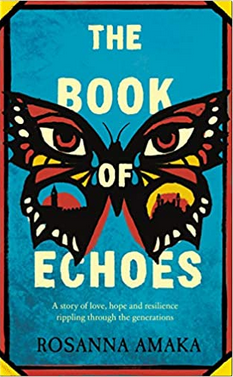 THE
BOOK
OF
ECHOES
A story of love, hope and resilience
rippling through the generations
ROSANNA AMAKA